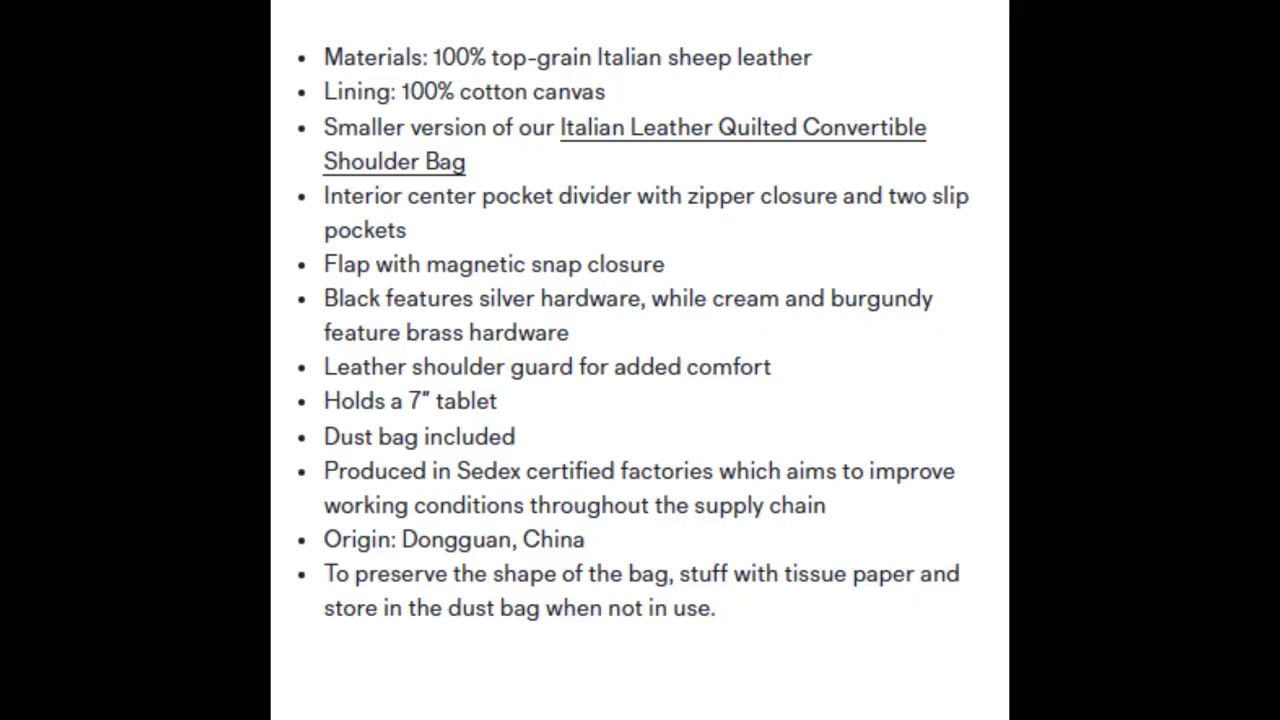 • Materials: 100% top-grain Italian sheep leather
• Lining: 100% cotton canvas
• Smaller version of our Italian Leather Quilted Convertible
Shoulder Bag
• Interior center pocket divider with zipper closure and two slip
pockets
• Flap with magnetic snap closure
• Black features silver hardware, while cream and burgundy
feature brass hardware
• Leather shoulder guard for added comfort
• Holds a 7” tablet
• Dust bag included
• Produced in Sedex certified factories which aims to improve
working conditions throughout the supply chain
• Origin: Dongguan, China
• To preserve the shape of the bag, stuff with tissue paper and
store in the dust bag when not in use.